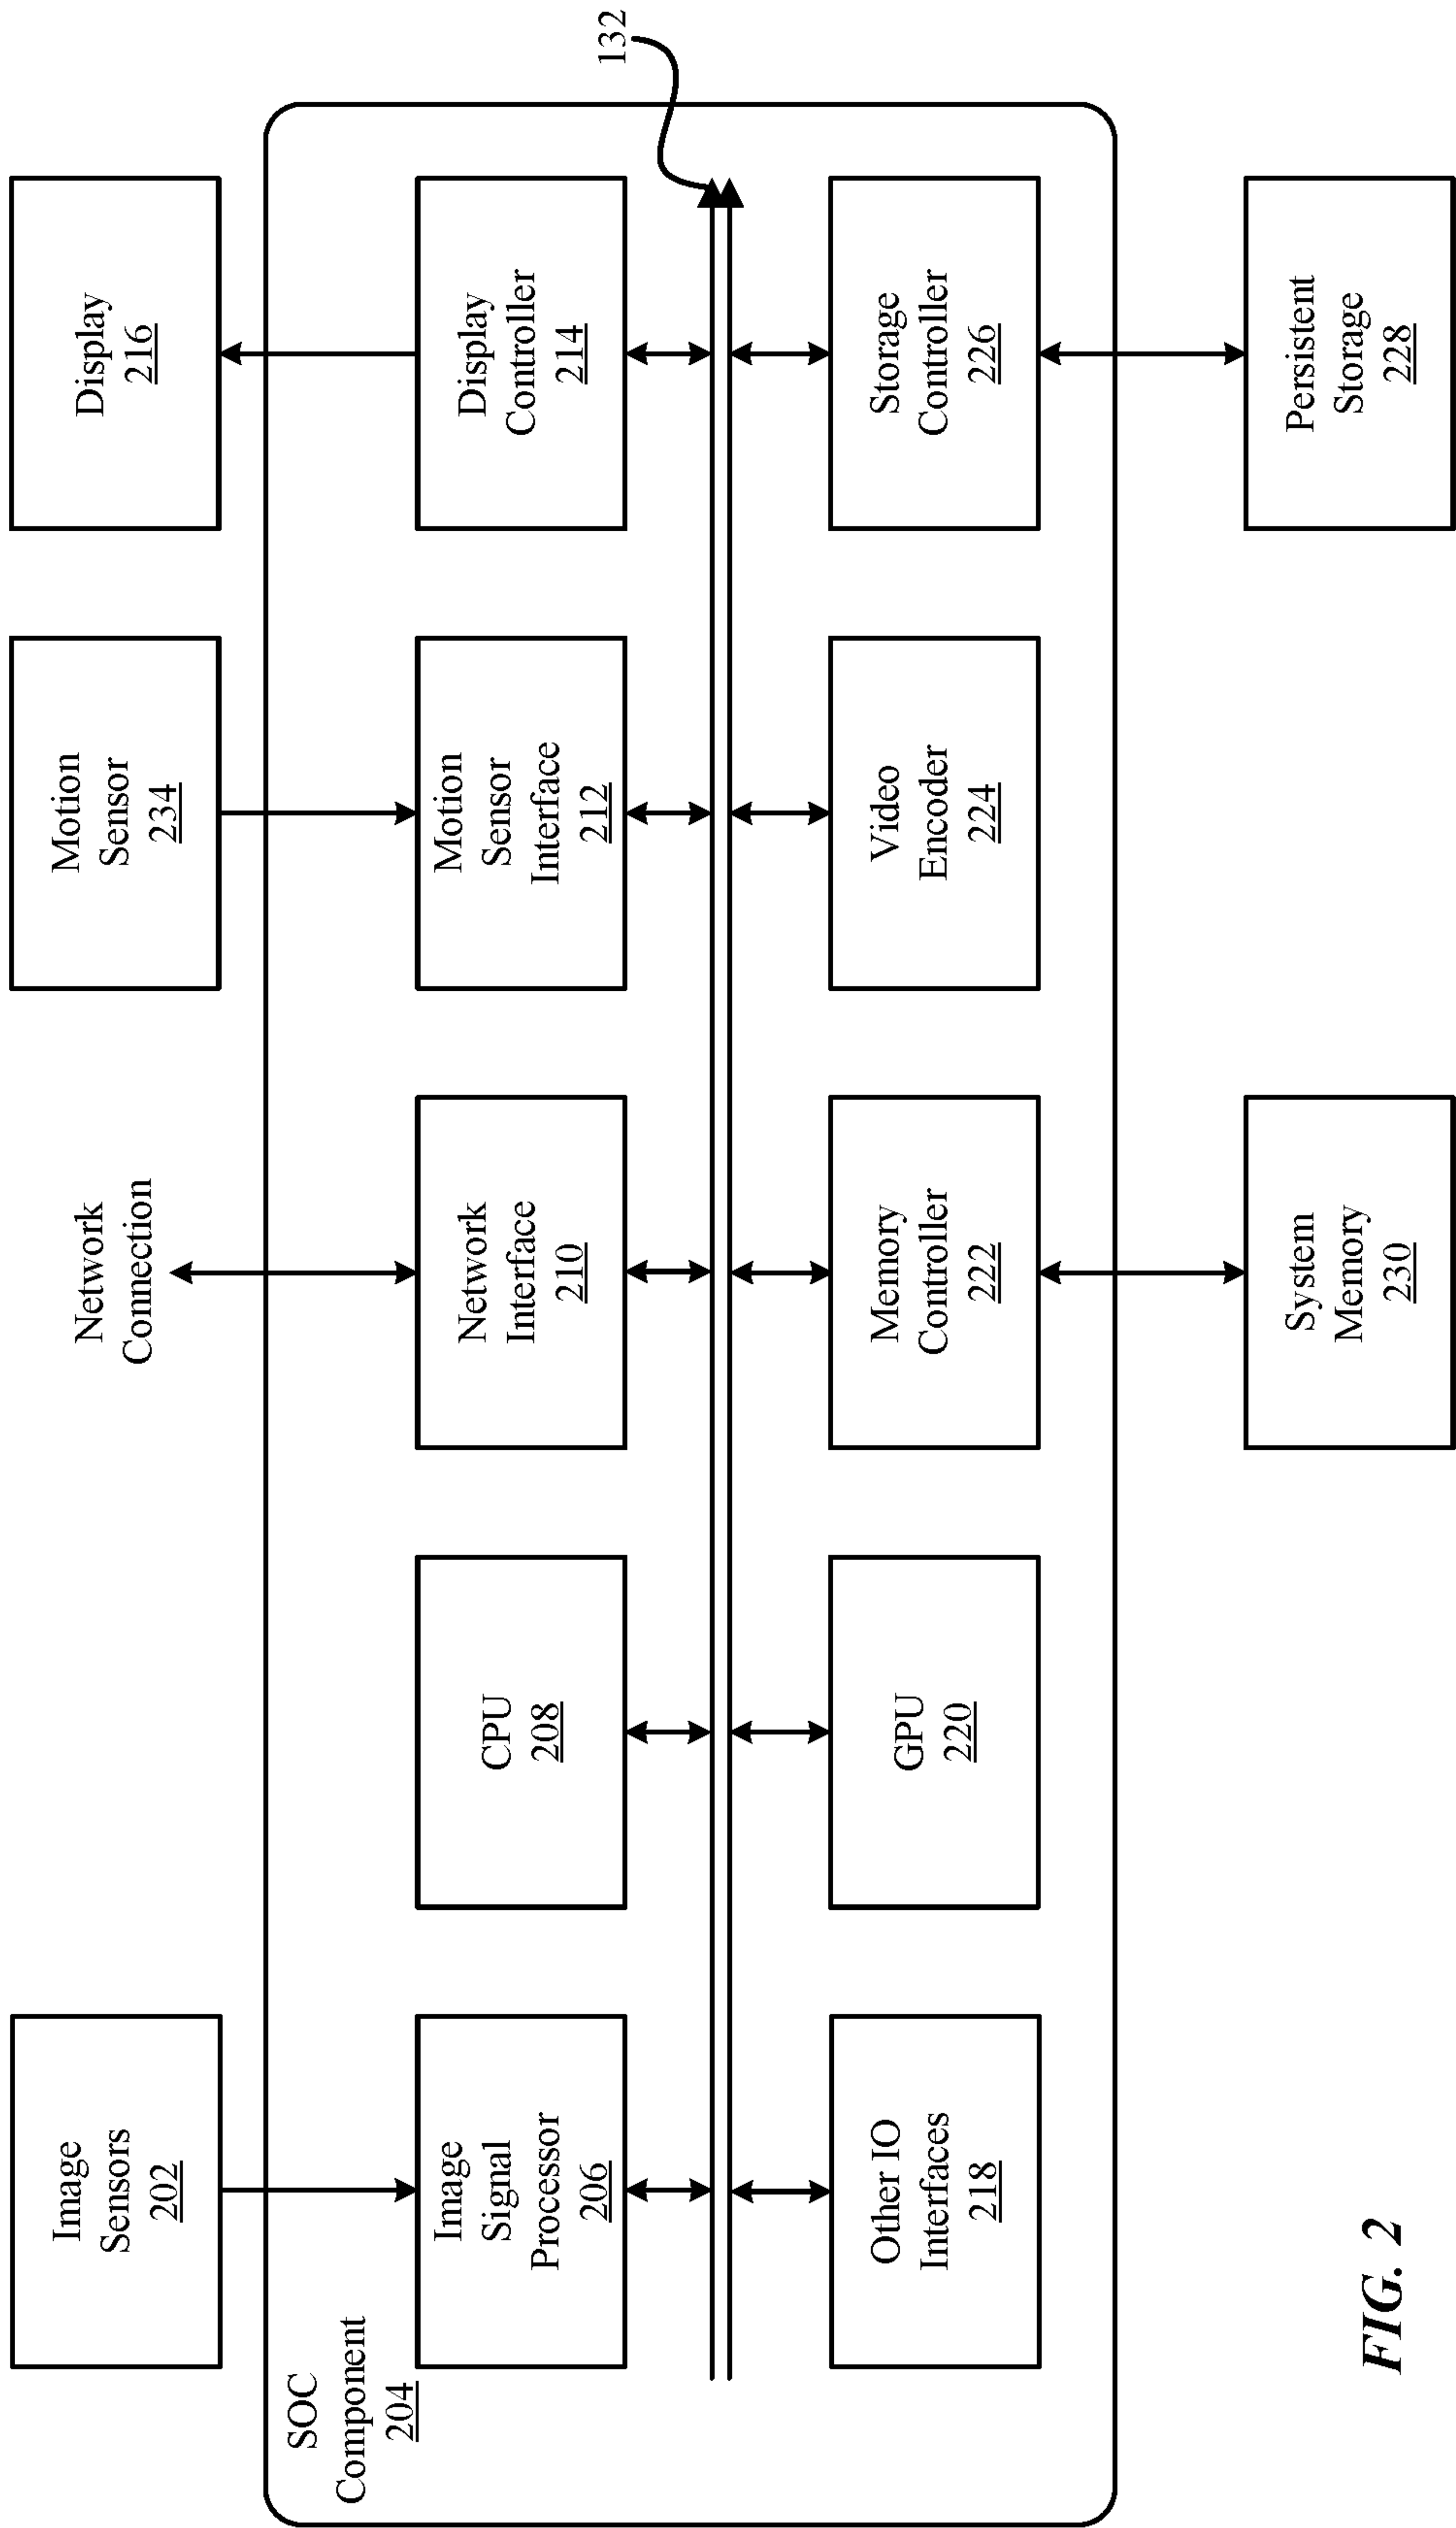 Image
Sensors
202
Network
Connection
Motion
Sensor
234
Display
216
SOC
Component
204
Image
Signal
Processor
206
CPU
208
Network
Interface
210
Motion
Sensor
Interface
212
Display
Controller
214
132
Other IO
Interfaces
218
GPU
220
Memory
Controller
222
Video
Encoder
224
Storage
Controller
226
System
Memory
230
Persistent
Storage
228
FIG. 2